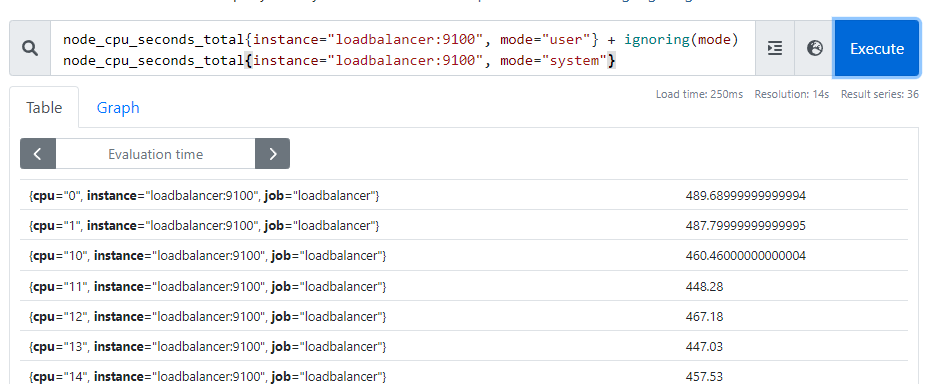 node_cpu_seconds_total{instance="loadbalancer:9100", mode="user"} + ignoring(mode)
node_cpu_seconds_total{instance="loadbalancer:9100", mode="system"}
Execute
Load time: 250ms Resolution: 14s Result series: 36
Table Graph
Evaluation time
{cpu="0", instance="loadbalancer:9100", job="loadbalancer"} 489.68999999999994
{cpu="1", instance="loadbalancer:9100", job="loadbalancer"} 487.79999999999995
{cpu="10", instance="loadbalancer:9100", job="loadbalancer"} 460.46000000000004
{cpu="11", instance="loadbalancer:9100", job="loadbalancer"} 448.28
{cpu="12", instance="loadbalancer:9100", job="loadbalancer"} 467.18
{cpu="13", instance="loadbalancer:9100", job="loadbalancer"} 447.03
{cpu="14", instance="loadbalancer:9100", job="loadbalancer"} 457.53